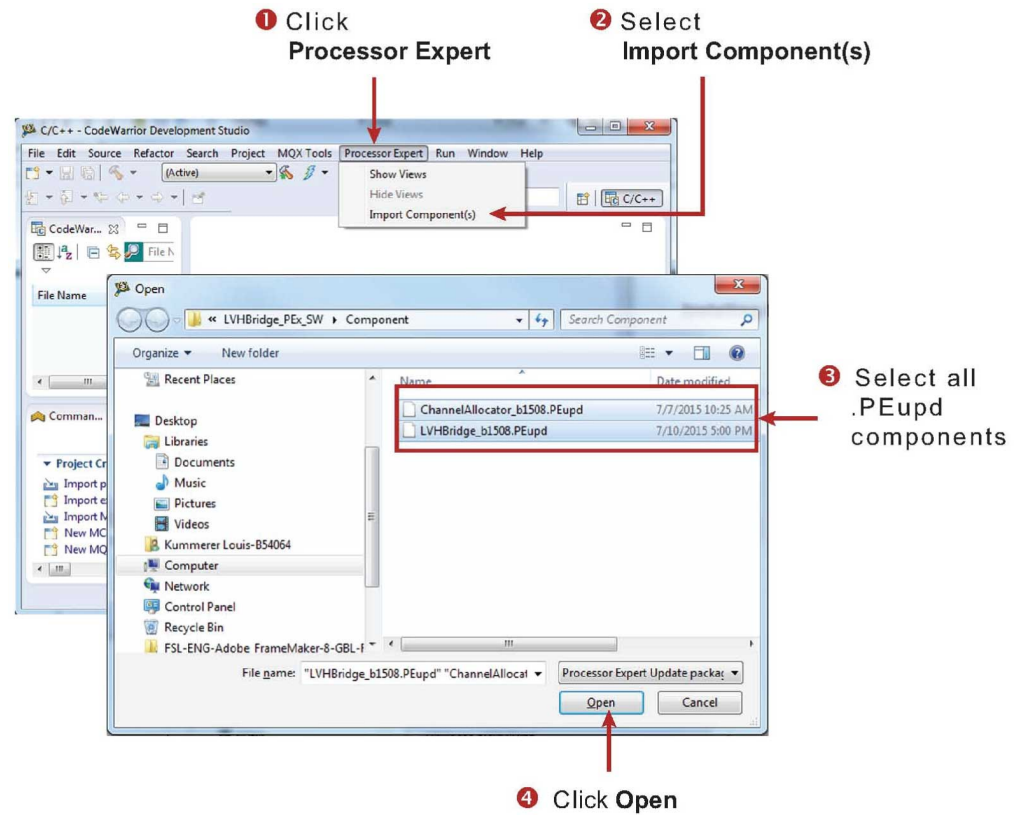 1 Click
Processor Expert
2 Select
Import Component(s)
C/C++ - CodeWarrior Development Studio
File Edit Source Refactor Search Project MQX Tools Processor Expert Run Window Help
(Active)
Show Views
Hide Views
Import Component(s)
C/C++
CodeWar...
File N
File Name
Open
« LVHBridge_PEx_SW Component
Search Component
Organize New folder
Recent Places
Desktop
Libraries
Documents
Music
Pictures
Videos
Kummerer Louis-B54064
Computer
Network
Control Panel
Recycle Bin
FSL-ENG-Adobe FrameMaker-8-GBL-F
Name Date modified
ChannelAllocator_b1508.PEupd 7/7/2015 10:25 AM
LVHBridge_b1508.PEupd 7/10/2015 5:00 PM
3 Select all
.PEupd
components
Comman...
Project Cr
Import p
Import e
Import M
New MC
New MQ
File name: "LVHBridge_b1508.PEupd" "ChannelAllocat
Processor Expert Update packag
Open Cancel
4 Click Open